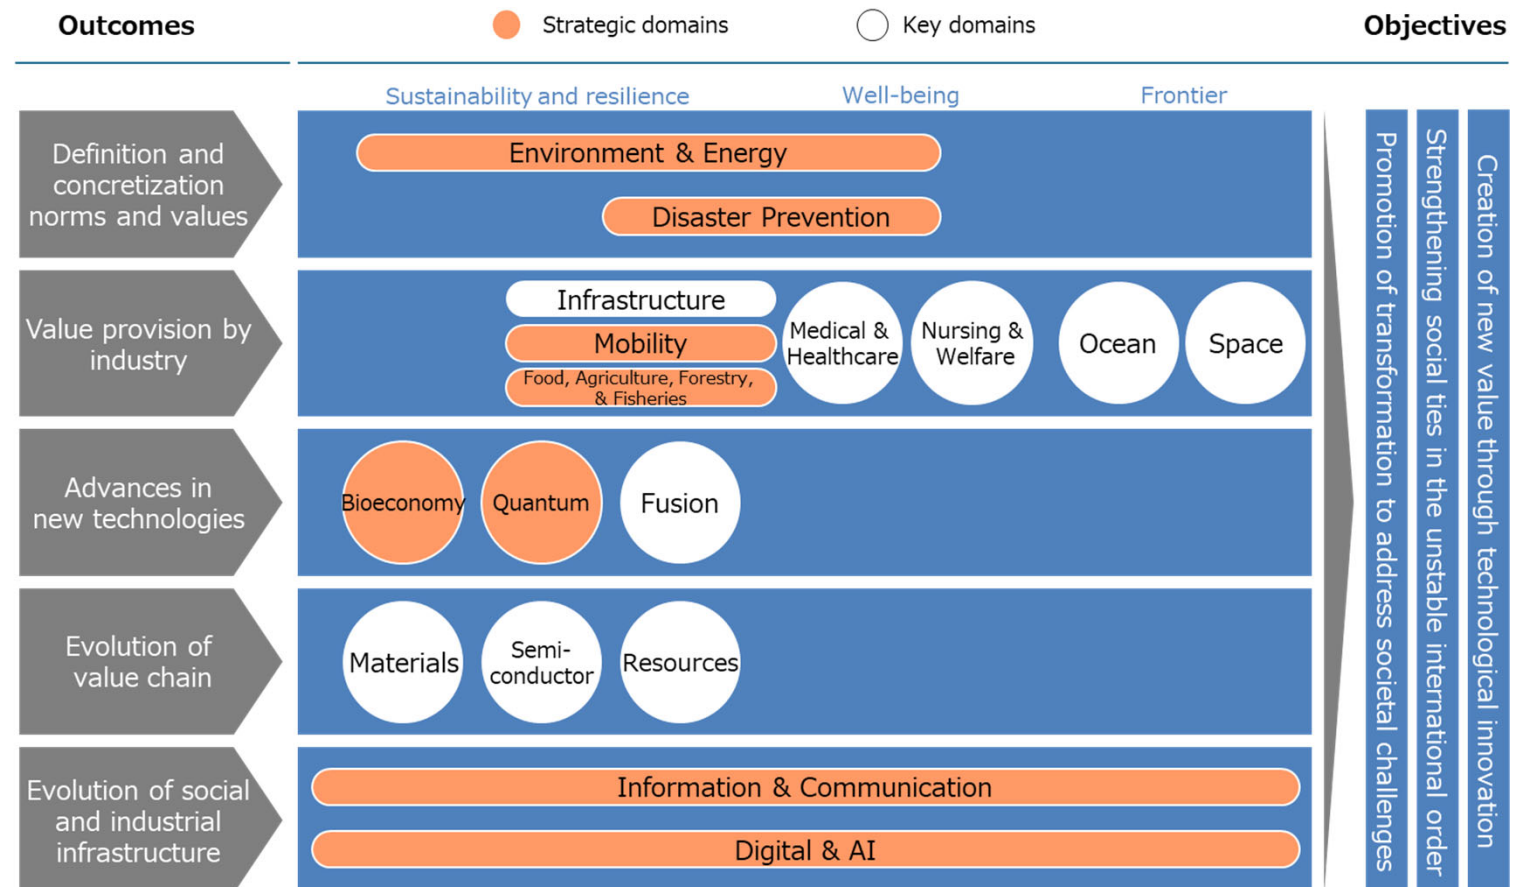 Outcomes
Strategic domains
Key domains
Objectives
Sustainability and resilience
Well-being
Frontier
Definition and
concretization
norms and values
Environment & Energy
Disaster Prevention
Value provision by
industry
Infrastructure
Mobility
Food, Agriculture, Forestry,
& Fisheries
Medical &
Healthcare
Nursing &
Welfare
Ocean
Space
Advances in
new technologies
Bioeconomy
Quantum
Fusion
Evolution of
value chain
Materials
Semi-
conductor
Resources
Evolution of social
and industrial
infrastructure
Information & Communication
Digital & AI
Promotion of transformation to address societal challenges
Strengthening social ties in the unstable international order
Creation of new value through technological innovation